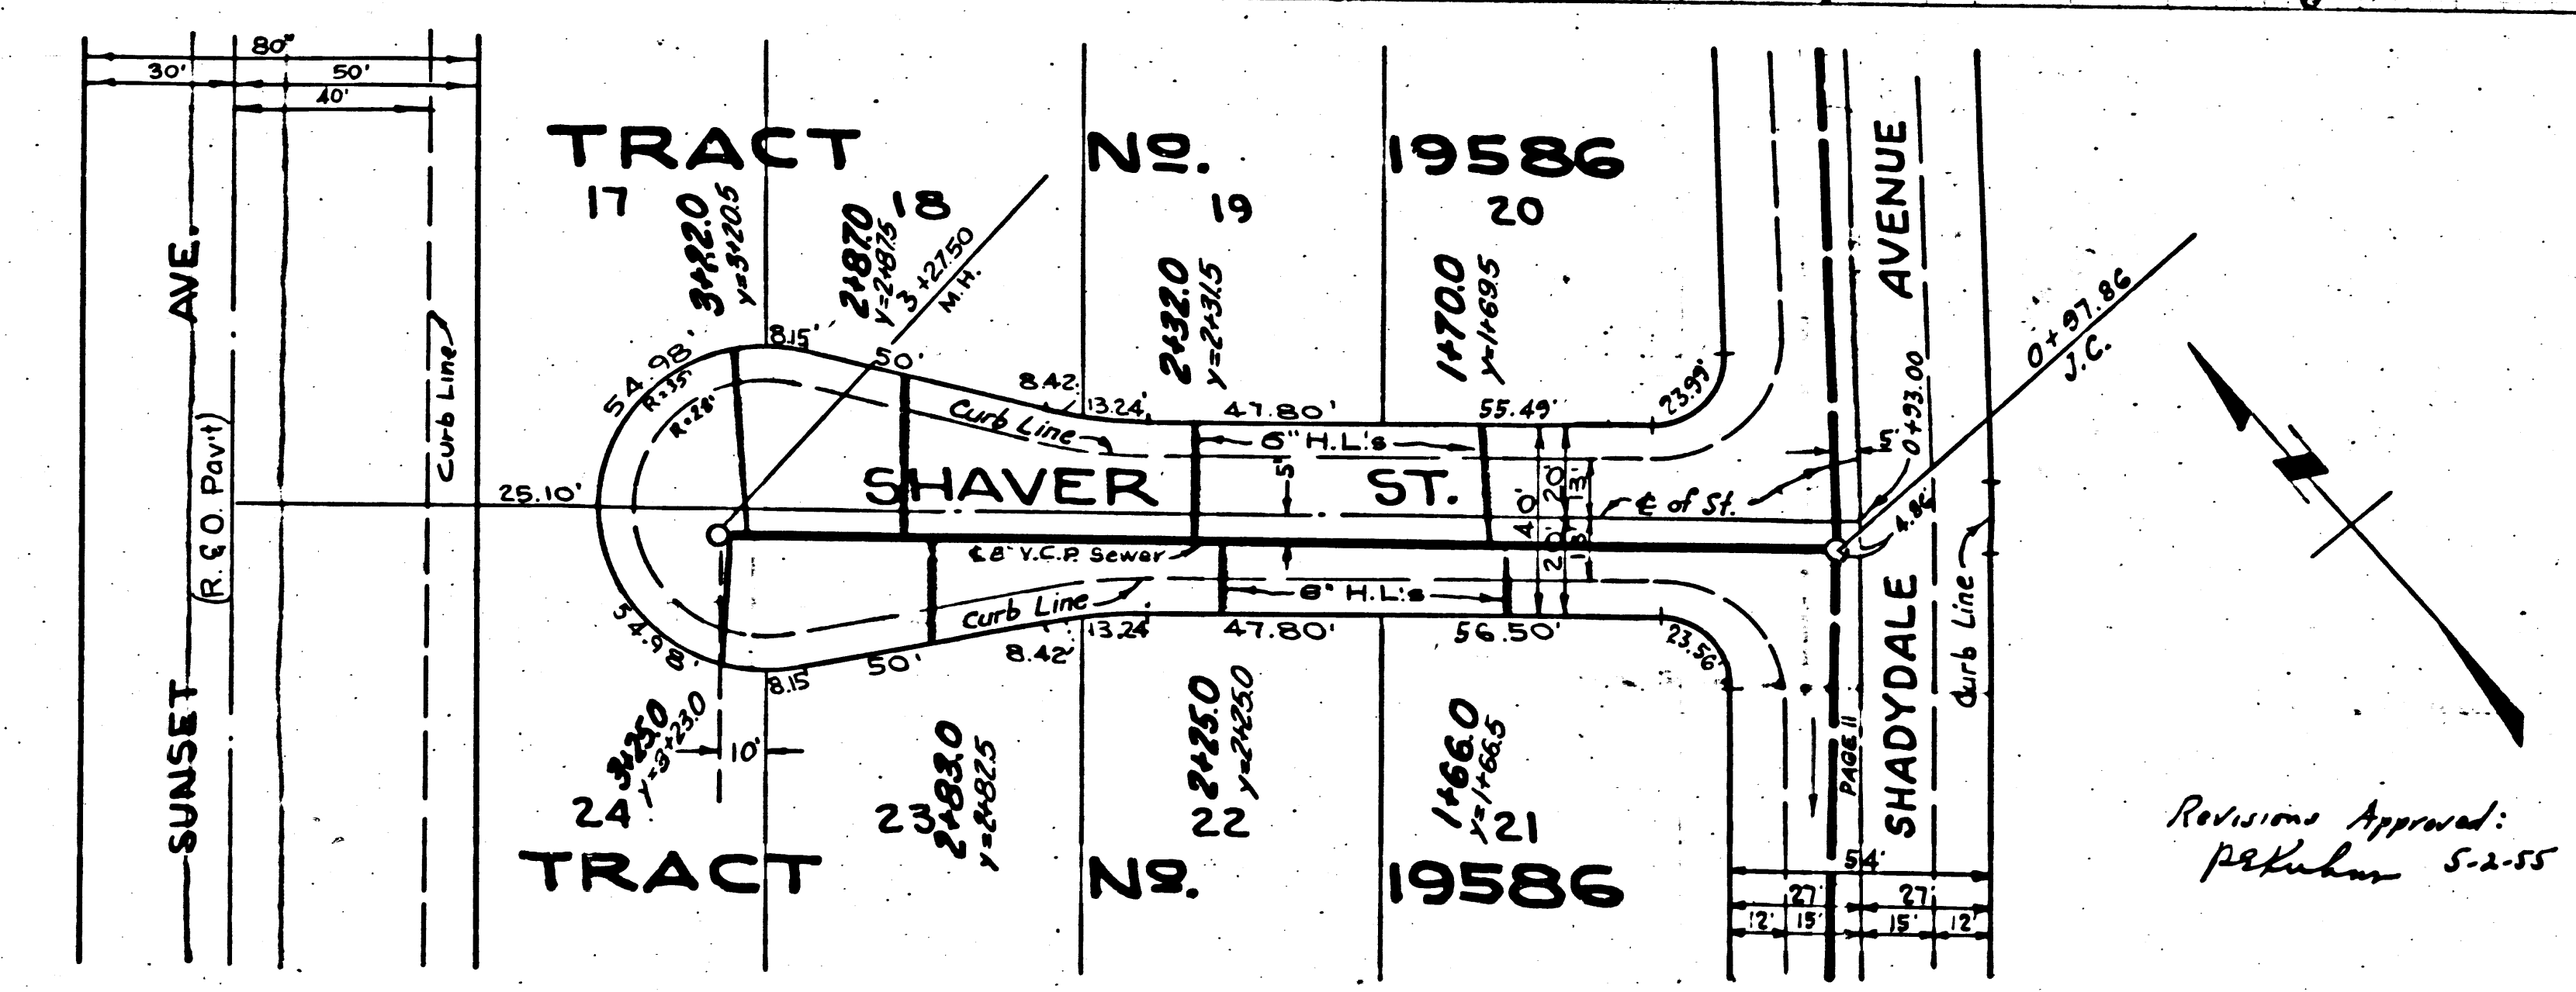 80'
30' 50'
40'
SUNSET AVE.
(R. & O. Pav't)
Curb Line
TRACT No. 19586
17 18 19 20
3+22.0
y=3+20.5
2+87.0
y=2+87.5
3+27.50
M.H.
2+32.0
y=2+31.5
1+70.0
y=1+69.5
54.98'
R=35'
R=28'
8.15'
50'
8.42'
13.24'
47.80'
55.49'
23.99'
Curb Line
6" H.L.'s
5'
SHAVER ST.
25.10'
℄ of St.
℄ 8" V.C.P. Sewer
40'
20'
20'
13'
13'
Curb Line
6" H.L.'s
54.98'
8.15'
50'
8.42'
13.24'
47.80'
56.50'
23.56'
10'
3+25.0
y=3+23.0
2+83.0
y=2+82.5
2+25.0
y=2+25.0
1+66.0
y=1+66.5
24 23 22 21
TRACT No. 19586
SHADYDALE AVENUE
5'
0+93.00
4.86'
0+97.86
J.C.
Curb Line
PAGE 11
54'
27' 27'
12' 15' 15' 12'
Revisions Approved:
5-2-55